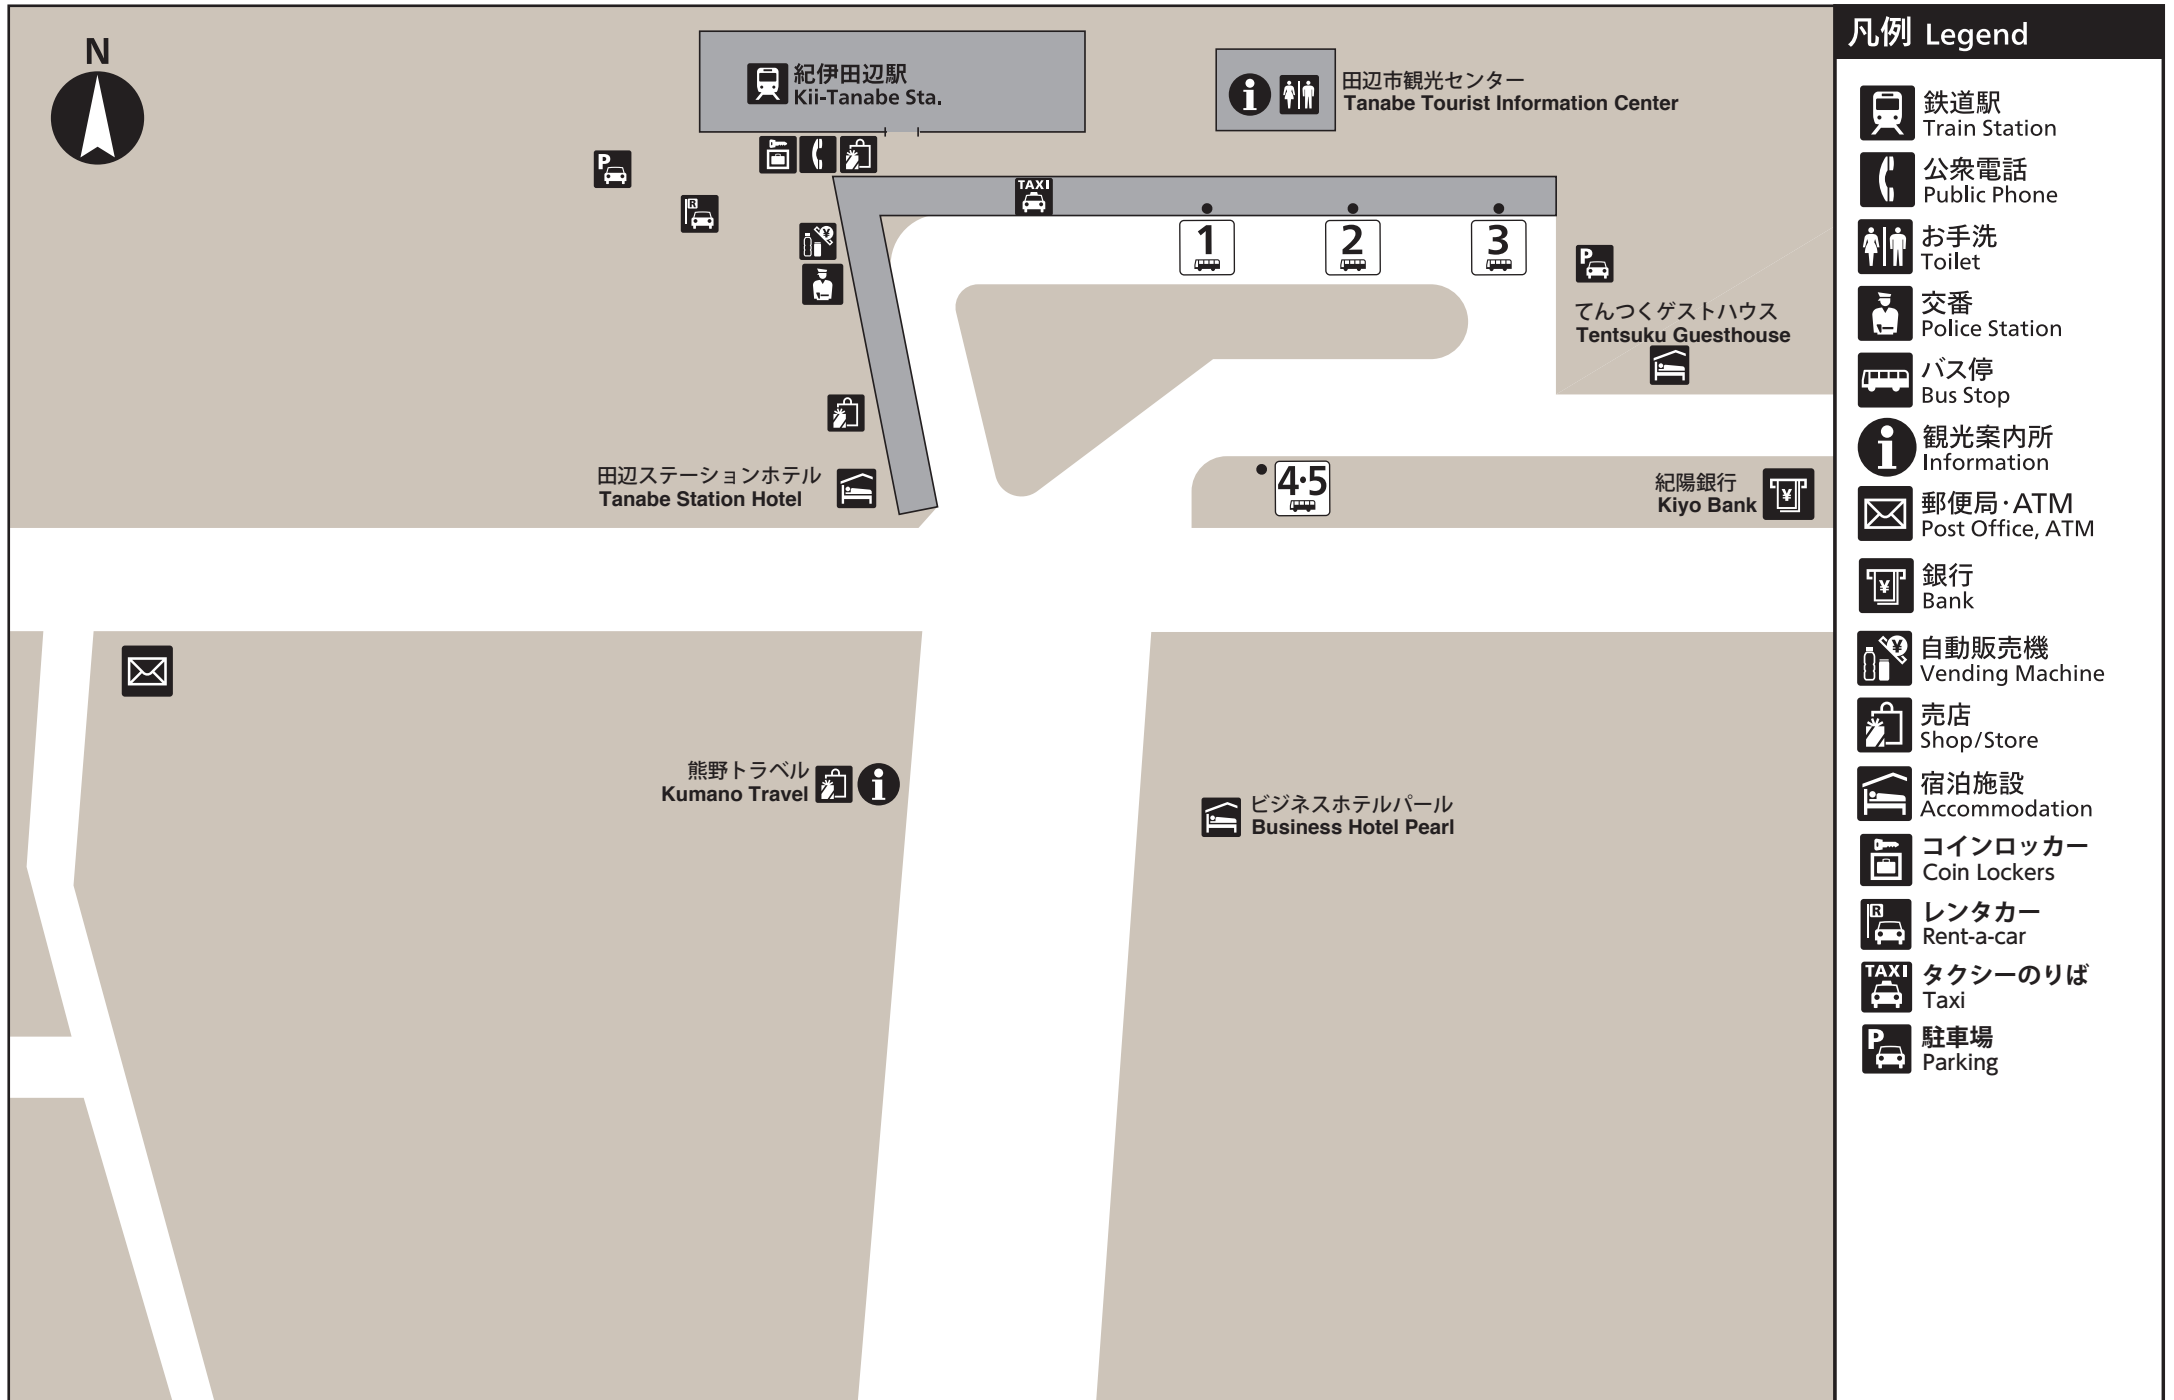 N
紀伊田辺駅
Kii-Tanabe Sta.
田辺市観光センター
Tanabe Tourist Information Center
P
R
¥
TAXI
1
2
3
P
てんつくゲストハウス
Tentsuku Guesthouse
田辺ステーションホテル
Tanabe Station Hotel
4・5
紀陽銀行
Kiyo Bank
¥
熊野トラベル
Kumano Travel
ビジネスホテルパール
Business Hotel Pearl
凡例 Legend
鉄道駅
Train Station
公衆電話
Public Phone
お手洗
Toilet
交番
Police Station
バス停
Bus Stop
観光案内所
Information
郵便局・ATM
Post Office, ATM
¥
銀行
Bank
¥
自動販売機
Vending Machine
売店
Shop/Store
宿泊施設
Accommodation
コインロッカー
Coin Lockers
R
レンタカー
Rent-a-car
TAXI
タクシーのりば
Taxi
P
駐車場
Parking